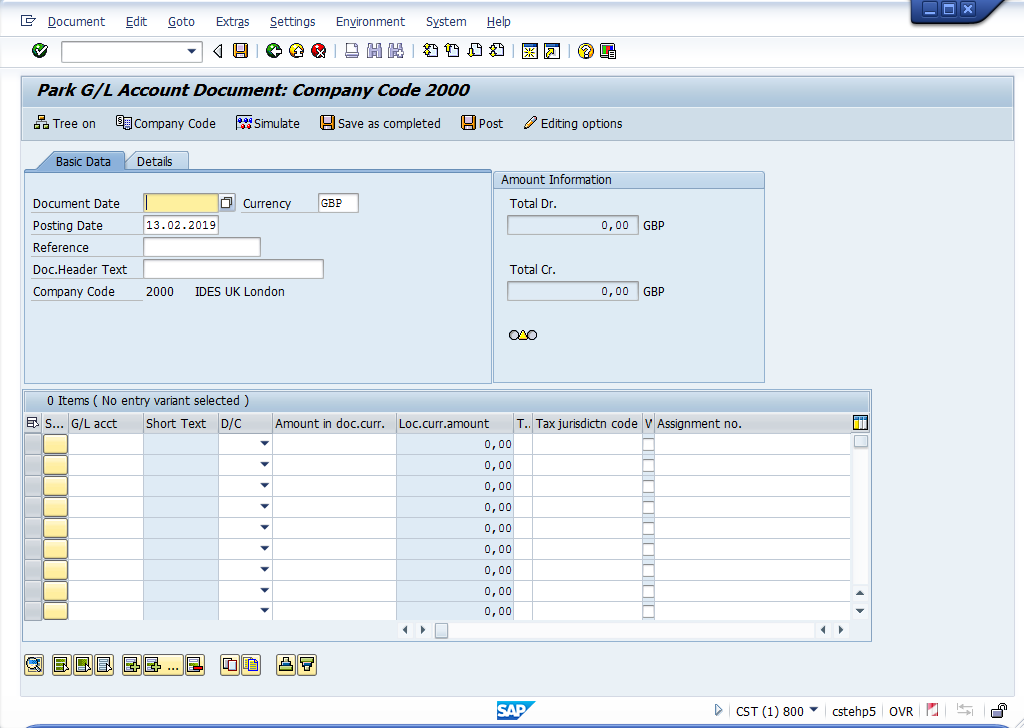 Document Edit Goto Extras Settings Environment System Help
Park G/L Account Document: Company Code 2000
Tree on Company Code Simulate Save as completed Post Editing options
Basic Data Details
Amount Information
Document Date Currency GBP
Total Dr.
Posting Date 13.02.2019
0,00 GBP
Reference
Doc.Header Text
Total Cr.
Company Code 2000 IDES UK London
0,00 GBP
0 Items ( No entry variant selected )
S... G/L acct Short Text D/C Amount in doc.curr. Loc.curr.amount T.. Tax jurisdictn code V Assignment no.
0,00
0,00
0,00
0,00
0,00
0,00
0,00
0,00
0,00
...
SAP CST (1) 800 cstehp5 OVR